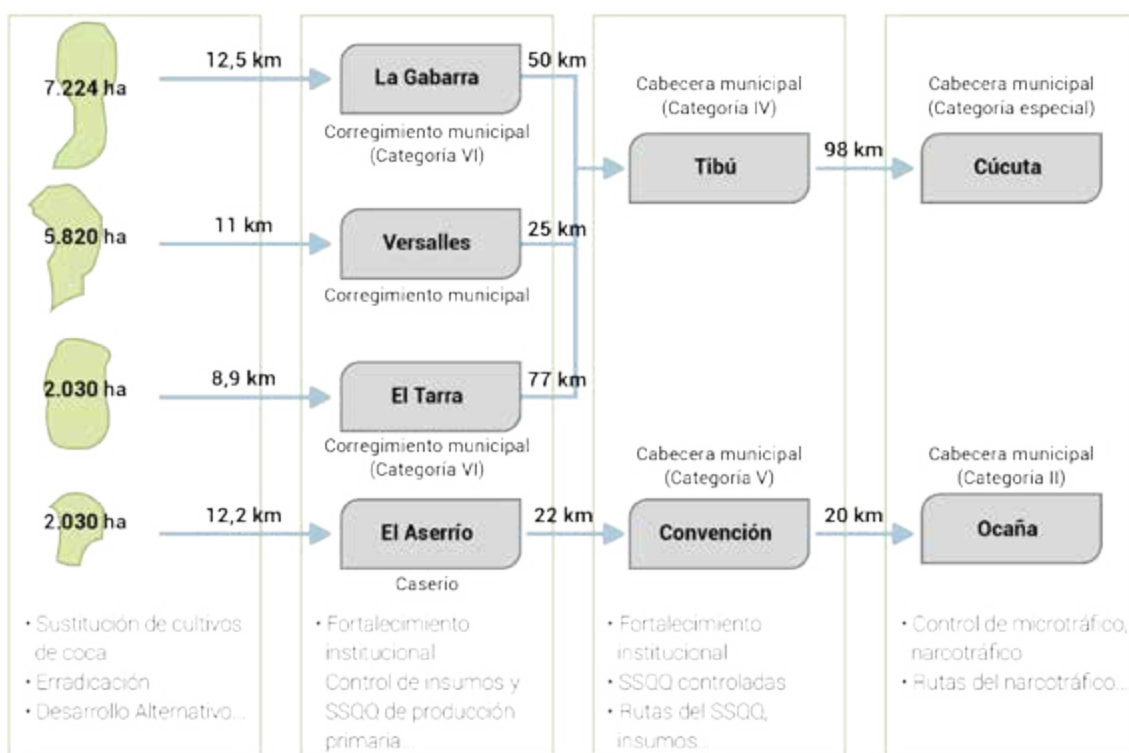 7.224 ha
12,5 km
La Gabarra
Corregimiento municipal
(Categoría VI)
50 km
5.820 ha
11 km
Versalles
Corregimiento municipal
25 km
2.030 ha
8,9 km
El Tarra
Corregimiento municipal
(Categoría VI)
77 km
Cabecera municipal
(Categoría IV)
Tibú
98 km
Cabecera municipal
(Categoría especial)
Cúcuta
2.030 ha
12,2 km
El Aserrío
Caserio
22 km
Cabecera municipal
(Categoría V)
Convención
20 km
Cabecera municipal
(Categoria II)
Ocaña
• Sustitución de cultivos
de coca
• Erradicación
• Desarrollo Alternativo...
• Fortalecimiento
institucional
Control de insumos y
SSQQ de producción
primaria...
• Fortalecimiento
institucional
• SSQQ controladas
• Rutas del SSQQ,
insumos...
• Control de microtráfico,
narcotráfico
• Rutas del narcotráfico...